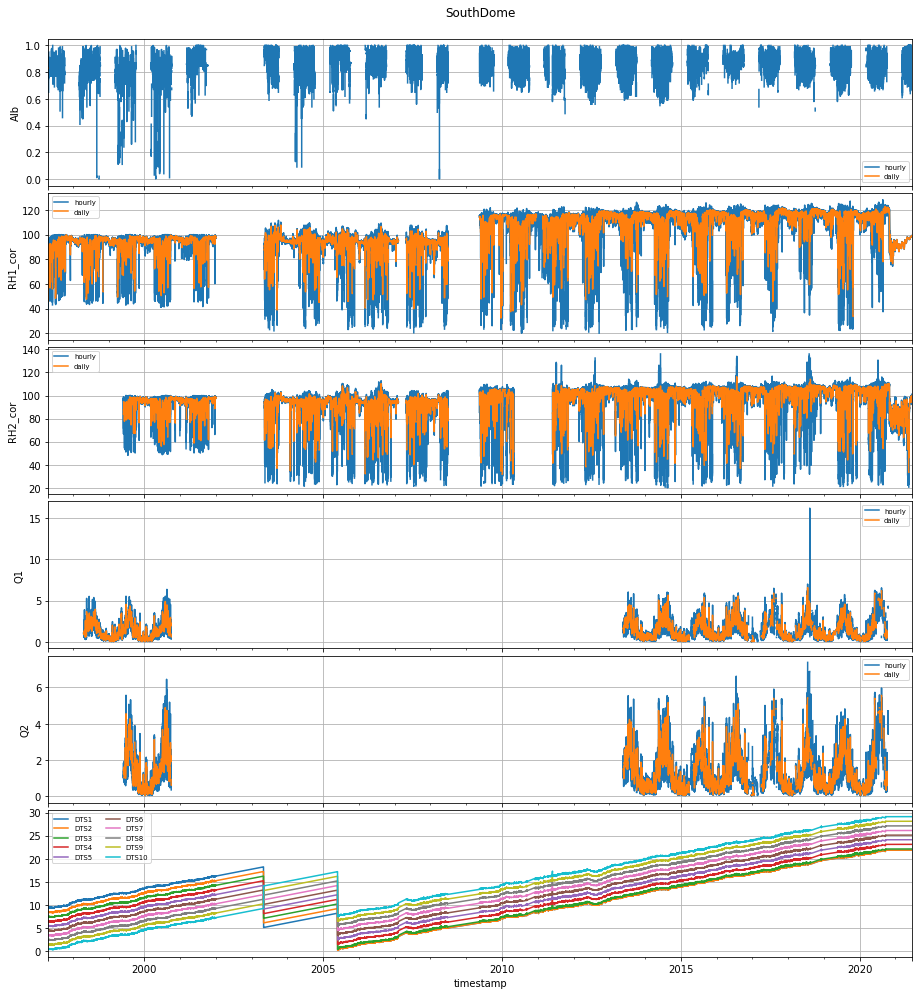 SouthDome
1.0
0.8
0.6
0.4
0.2
0.0
Alb
hourly
daily
120
100
80
60
40
20
RH1_cor
hourly
daily
140
120
100
80
60
40
20
RH2_cor
hourly
daily
15
10
5
0
Q1
hourly
daily
6
4
2
0
Q2
hourly
daily
30
25
20
15
10
5
0
DTS1 DTS6
DTS2 DTS7
DTS3 DTS8
DTS4 DTS9
DTS5 DTS10
2000 2005 2010 2015 2020
timestamp